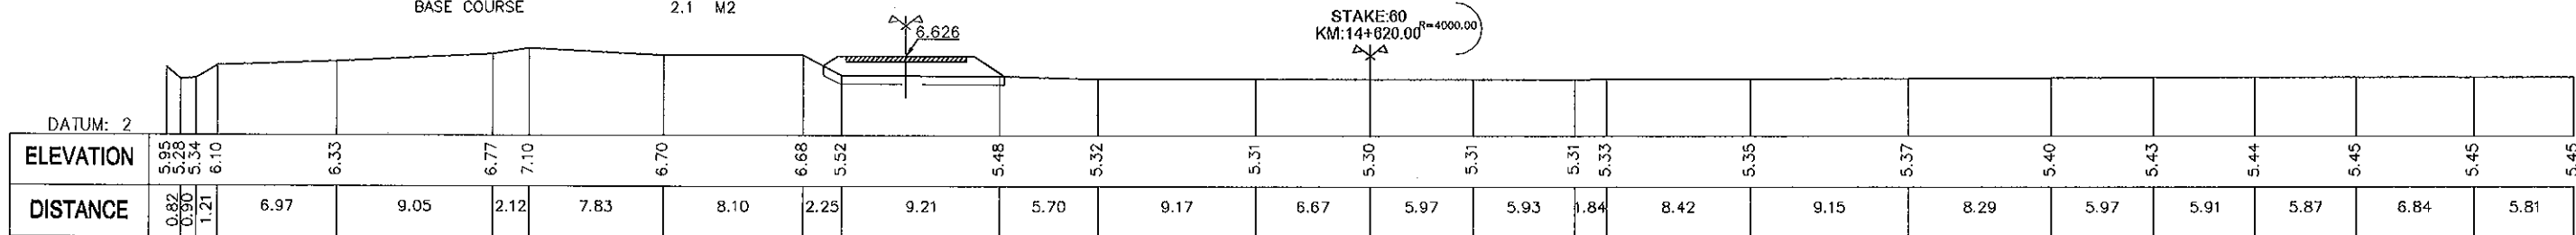 BASE COURSE 2.1 M2
6.626
STAKE:60
KM:14+620.00 R=4000.00
DATUM: 2
ELEVATION 5.95 5.28 5.34 6.10 6.33 6.77 7.10 6.70 6.68 5.52 5.48 5.32 5.31 5.30 5.31 5.31 5.33 5.35 5.37 5.40 5.43 5.44 5.45 5.45 5.45
DISTANCE 0.82 0.90 1.21 6.97 9.05 2.12 7.83 8.10 2.25 9.21 5.70 9.17 6.67 5.97 5.93 1.84 8.42 9.15 8.29 5.97 5.91 5.87 6.84 5.81